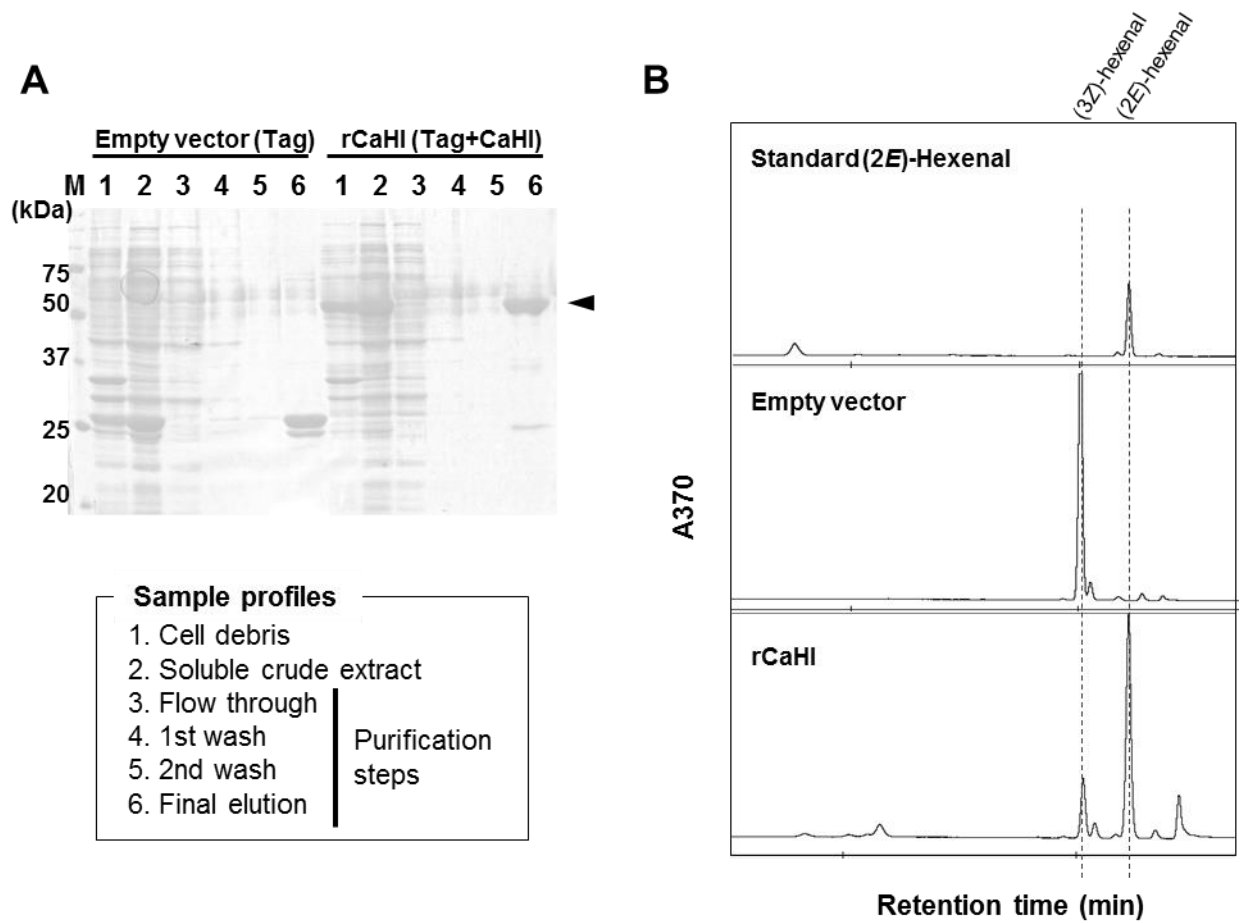 A
Empty vector (Tag) rCaHI (Tag+CaHI)
M 1 2 3 4 5 6 1 2 3 4 5 6
(kDa)
75
50
37
25
20
Sample profiles
1. Cell debris
2. Soluble crude extract
3. Flow through
4. 1st wash
5. 2nd wash
6. Final elution
Purification
steps
B
(3Z)-hexenal
(2E)-hexenal
Standard (2E)-Hexenal
Empty vector
rCaHI
A370
Retention time (min)